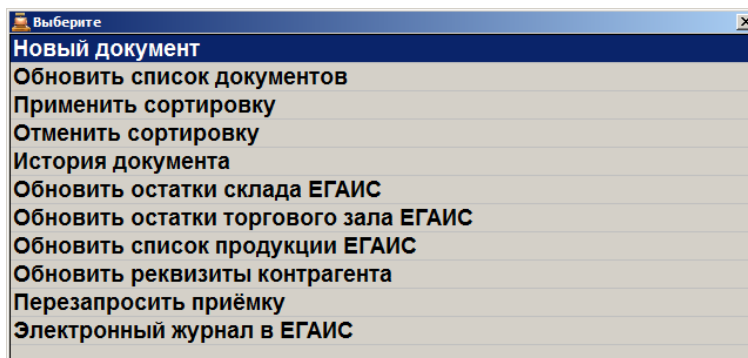 Выберите
Новый документ
Обновить список документов
Применить сортировку
Отменить сортировку
История документа
Обновить остатки склада ЕГАИС
Обновить остатки торгового зала ЕГАИС
Обновить список продукции ЕГАИС
Обновить реквизиты контрагента
Перезапросить приёмку
Электронный журнал в ЕГАИС